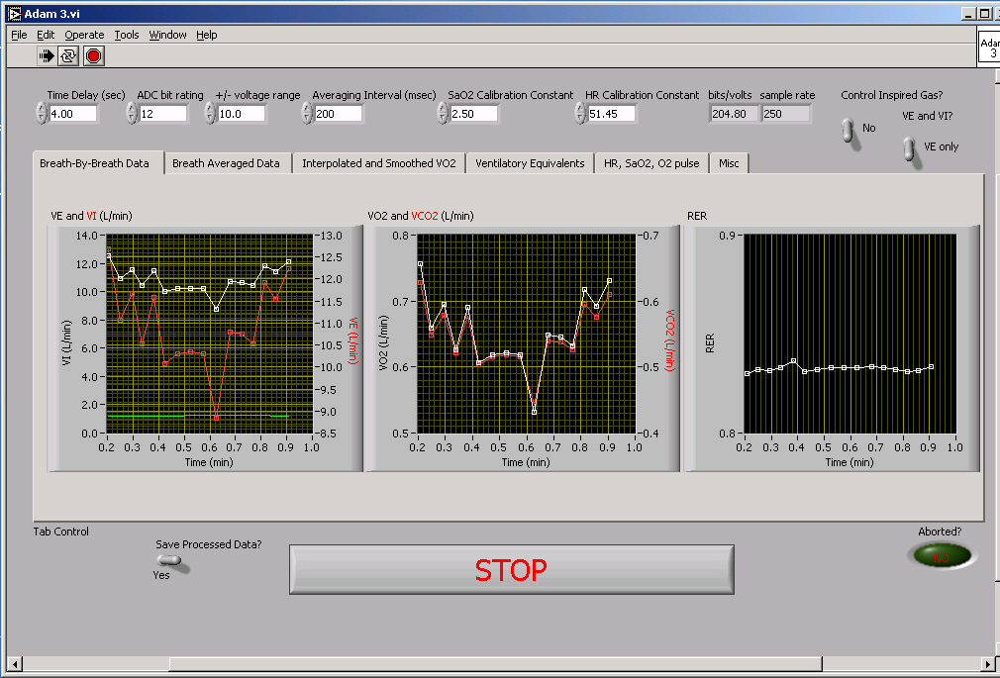 Adam 3.vi
File Edit Operate Tools Window Help
Adam
3
Time Delay (sec) ADC bit rating +/- voltage range Averaging Interval (msec) SaO2 Calibration Constant HR Calibration Constant bits/volts sample rate Control Inspired Gas?
4.00 12 10.0 200 2.50 51.45 204.80 250
No
VE and VI?
VE only
Breath-By-Breath Data Breath Averaged Data Interpolated and Smoothed VO2 Ventilatory Equivalents HR, SaO2, O2 pulse Misc
VE and VI (L/min)
14.0
12.0
10.0
8.0
6.0
4.0
2.0
0.0
VI (L/min)
13.0
12.5
12.0
11.5
11.0
10.5
10.0
9.5
9.0
8.5
VE (L/min)
0.2 0.3 0.4 0.5 0.6 0.7 0.8 0.9 1.0
Time (min)
VO2 and VCO2 (L/min)
0.8
0.7
0.6
0.5
VO2 (L/min)
0.7
0.6
0.5
0.4
VCO2 (L/min)
0.2 0.3 0.4 0.5 0.6 0.7 0.8 0.9 1.0
Time (min)
RER
0.9
0.8
RER
0.2 0.3 0.4 0.5 0.6 0.7 0.8 0.9 1.0
Time (min)
Tab Control
Save Processed Data?
Yes
STOP
Aborted?
NO